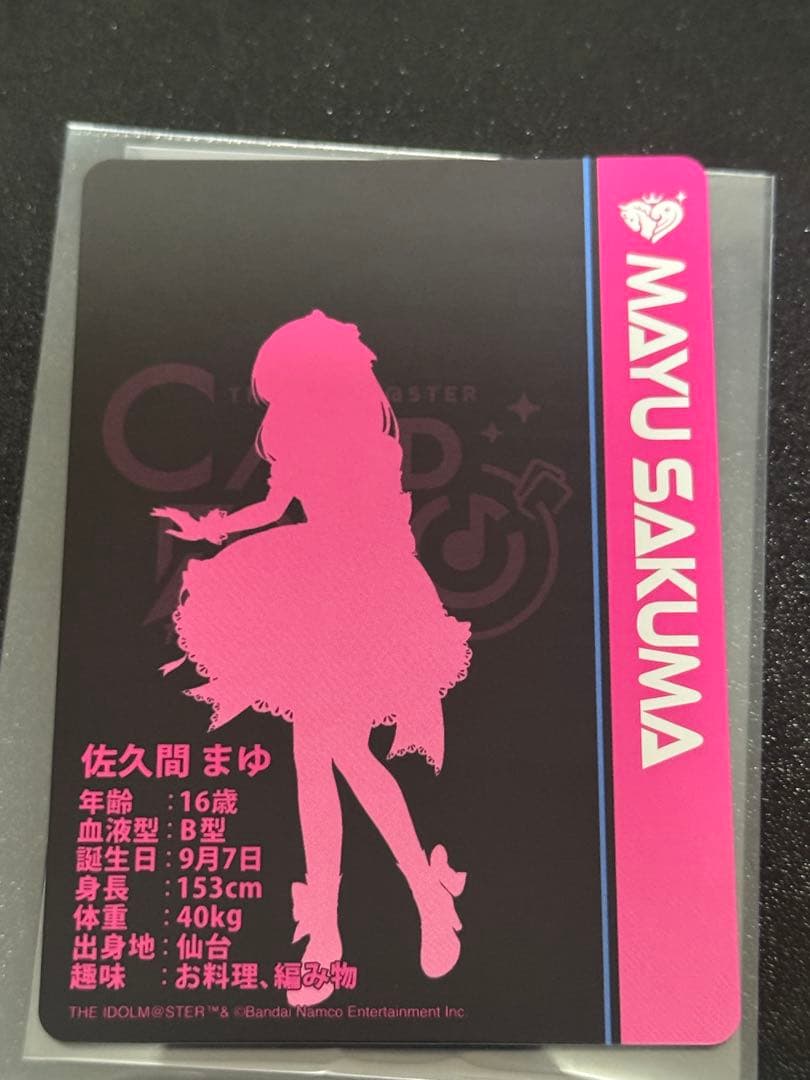 MAYU SAKUMA
佐久間 まゆ
年齢 : 16歳
血液型 : B型
誕生日 : 9月7日
身長 : 153cm
体重 : 40kg
出身地 : 仙台
趣味 : お料理、編み物
THE IDOLM@STER™& ©Bandai Namco Entertainment Inc.